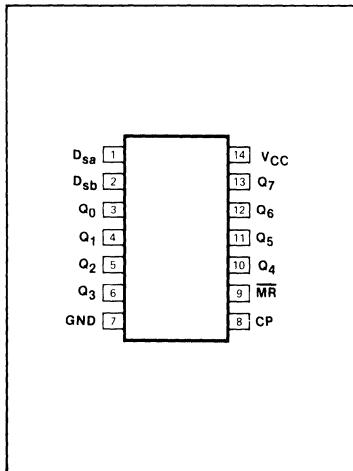 Dsa 1 14 VCC
Dsb 2 13 Q7
Q0 3 12 Q6
Q1 4 11 Q5
Q2 5 10 Q4
Q3 6 9 M̅R̅
GND 7 8 CP